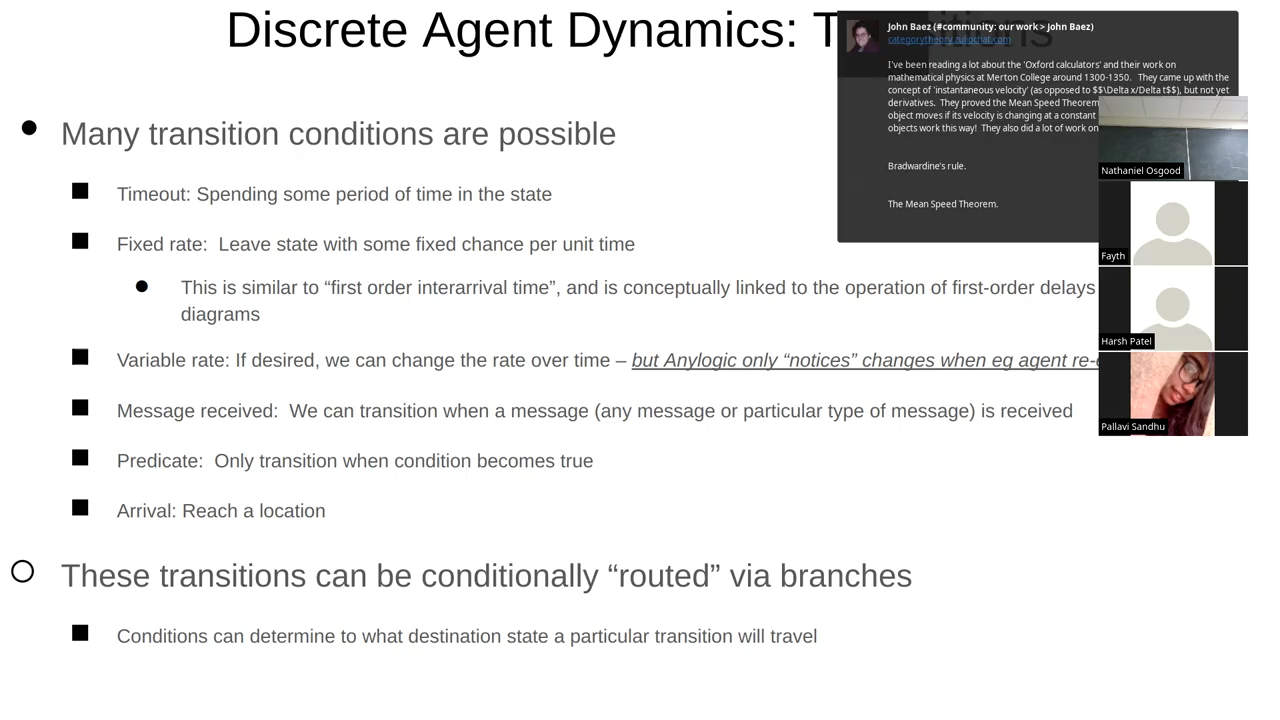 Discrete Agent Dynamics: T itions
John Baez (#community: our work > John Baez)
categorytheory.zulipchat.com
I've been reading a lot about the 'Oxford calculators' and their work on
mathematical physics at Merton College around 1300-1350. They came up with the
concept of 'instantaneous velocity' (as opposed to $$\Delta x/Delta t$$), but not yet
derivatives. They proved the Mean Speed Theorem
object moves if its velocity is changing at a constant
objects work this way! They also did a lot of work on
Bradwardine's rule.
The Mean Speed Theorem.
Many transition conditions are possible
Timeout: Spending some period of time in the state
Fixed rate: Leave state with some fixed chance per unit time
This is similar to “first order interarrival time”, and is conceptually linked to the operation of first-order delays
diagrams
Variable rate: If desired, we can change the rate over time – but Anylogic only “notices” changes when eg agent re-
Message received: We can transition when a message (any message or particular type of message) is received
Predicate: Only transition when condition becomes true
Arrival: Reach a location
These transitions can be conditionally “routed” via branches
Conditions can determine to what destination state a particular transition will travel
Nathaniel Osgood
Fayth
Harsh Patel
Pallavi Sandhu